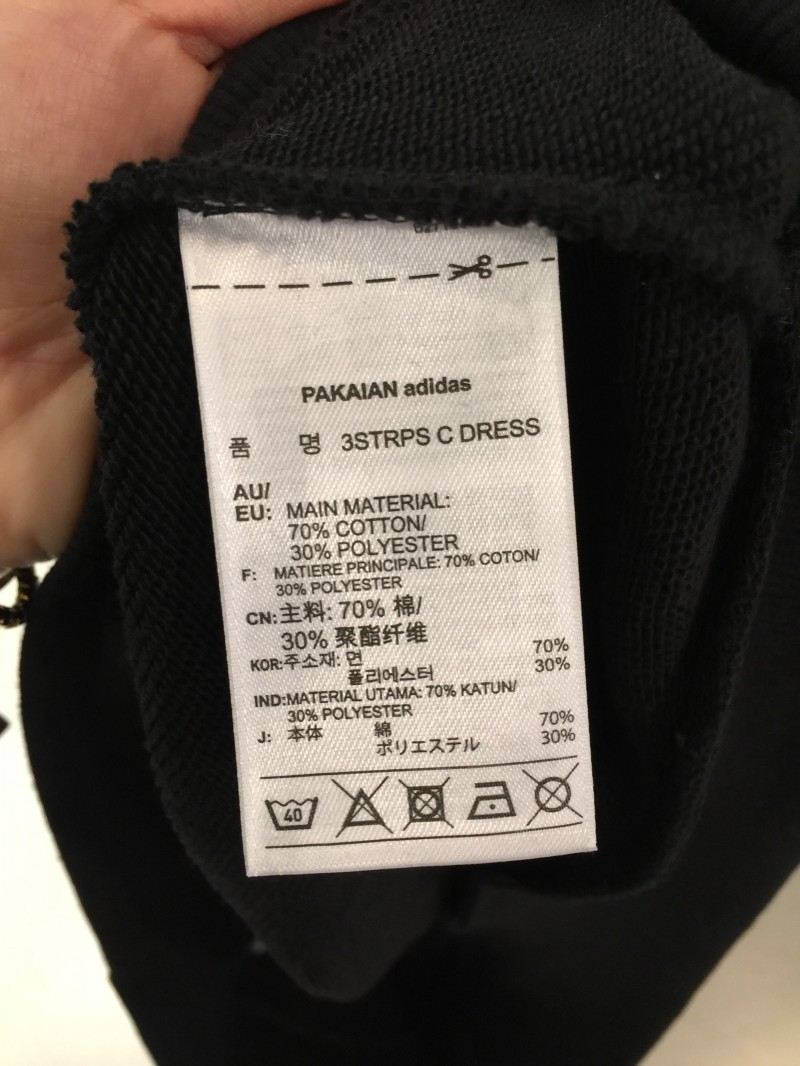 PAKAIAN adidas
품 명 3STRPS C DRESS
AU/
EU: MAIN MATERIAL:
70% COTTON/
30% POLYESTER
F: MATIERE PRINCIPALE: 70% COTON/
30% POLYESTER
CN:主料: 70% 棉/
30% 聚酯纤维
KOR:주소재: 면 70%
폴리에스터 30%
IND:MATERIAL UTAMA: 70% KATUN/
30% POLYESTER
J: 本体 綿 70%
ポリエステル 30%
40